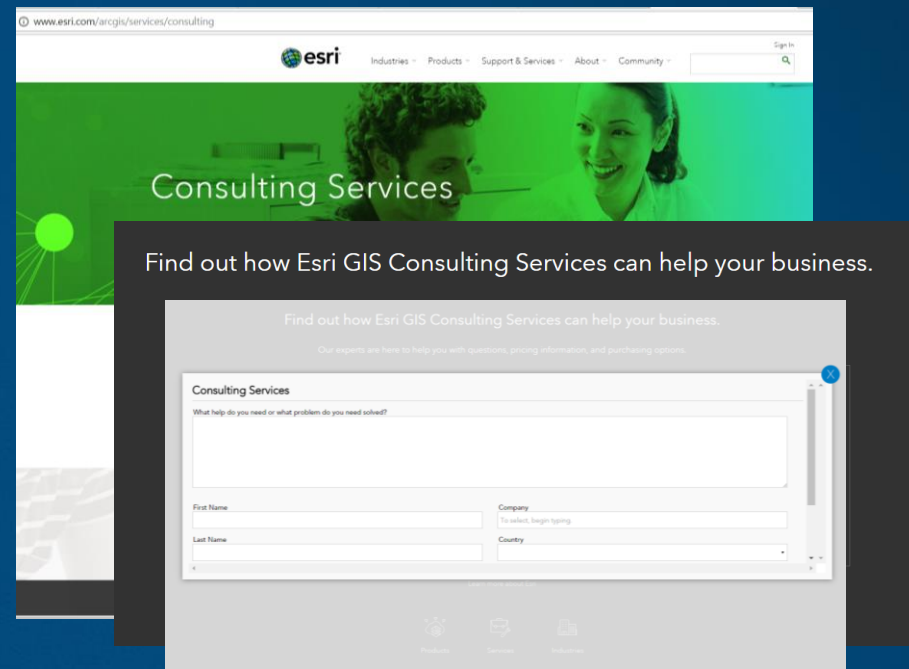 www.esri.com/arcgis/services/consulting
Sign In
esri
Industries Products Support & Services About Community
Consulting Services
Find out how Esri GIS Consulting Services can help your business.
Find out how Esri GIS Consulting Services can help your business.
Our experts are here to help you with questions, pricing information, and purchasing options.
X
Consulting Services
What help do you need or what problem do you need solved?
First Name
Company
To select, begin typing
Last Name
Country
Learn more about Esri
Products Services Industries